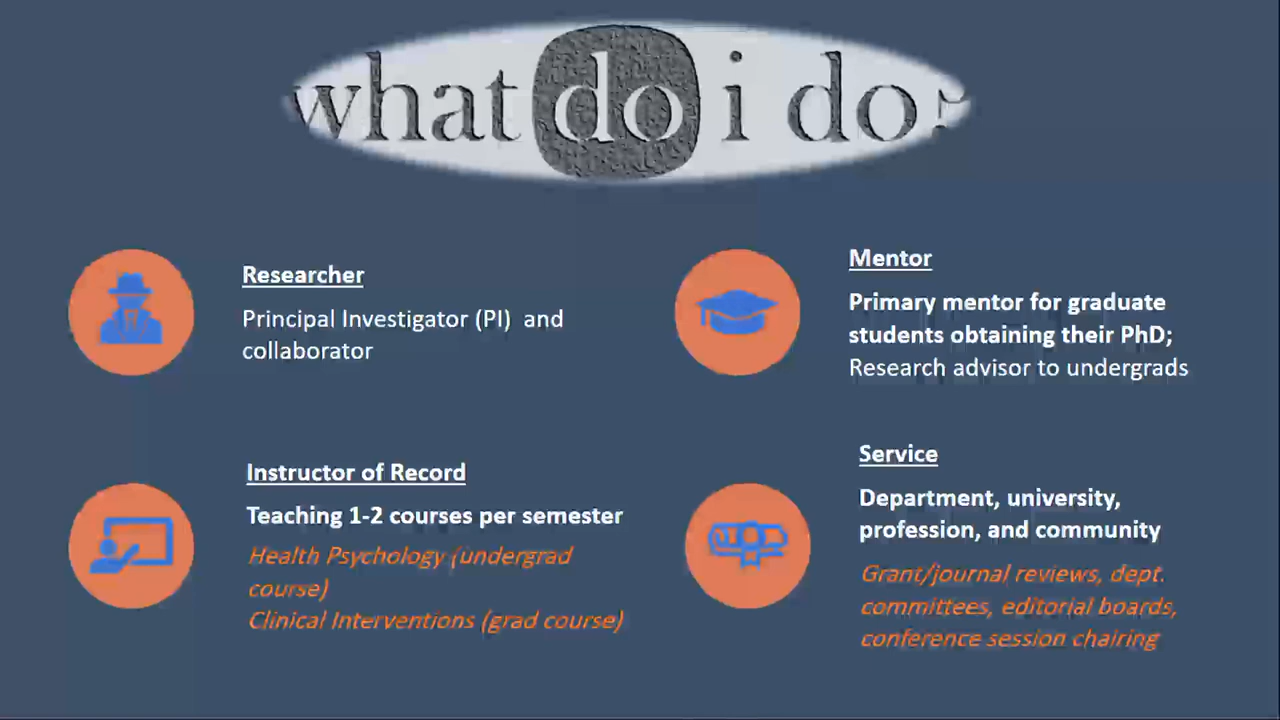 what do i do?
Researcher
Principal Investigator (PI) and
collaborator
Mentor
Primary mentor for graduate
students obtaining their PhD;
Research advisor to undergrads
Instructor of Record
Teaching 1-2 courses per semester
Health Psychology (undergrad
course)
Clinical Interventions (grad course)
Service
Department, university,
profession, and community
Grant/journal reviews, dept.
committees, editorial boards,
conference session chairing